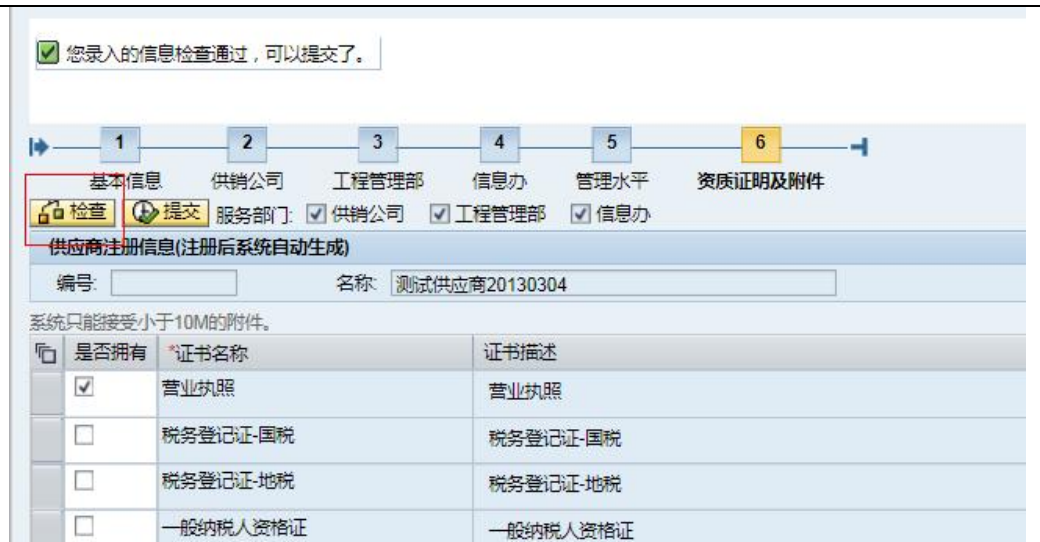 您录入的信息检查通过，可以提交了。
1 2 3 4 5 6
基本信息 供销公司 工程管理部 信息办 管理水平 资质证明及附件
检查 提交 服务部门: 供销公司 工程管理部 信息办
供应商注册信息(注册后系统自动生成)
编号: 名称: 测试供应商20130304
系统只能接受小于10M的附件。
是否拥有 *证书名称 证书描述
营业执照 营业执照
税务登记证-国税 税务登记证-国税
税务登记证-地税 税务登记证-地税
一般纳税人资格证 一般纳税人资格证